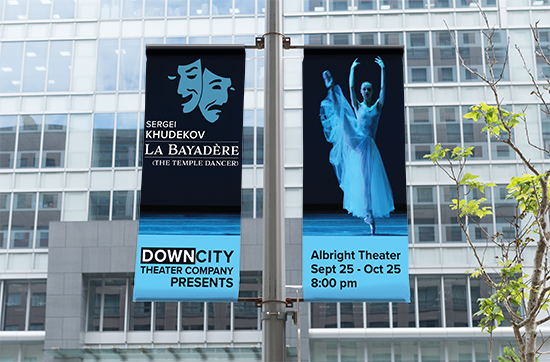 SERGEI
KHUDEKOV
LA BAYADÈRE
(THE TEMPLE DANCER)
DOWNCITY
THEATER COMPANY
PRESENTS
Albright Theater
Sept 25 - Oct 25
8:00 pm